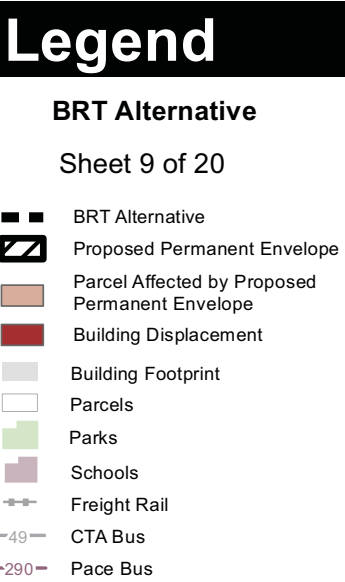 Legend
BRT Alternative
Sheet 9 of 20
BRT Alternative
Proposed Permanent Envelope
Parcel Affected by Proposed
Permanent Envelope
Building Displacement
Building Footprint
Parcels
Parks
Schools
Freight Rail
49 CTA Bus
290 Pace Bus